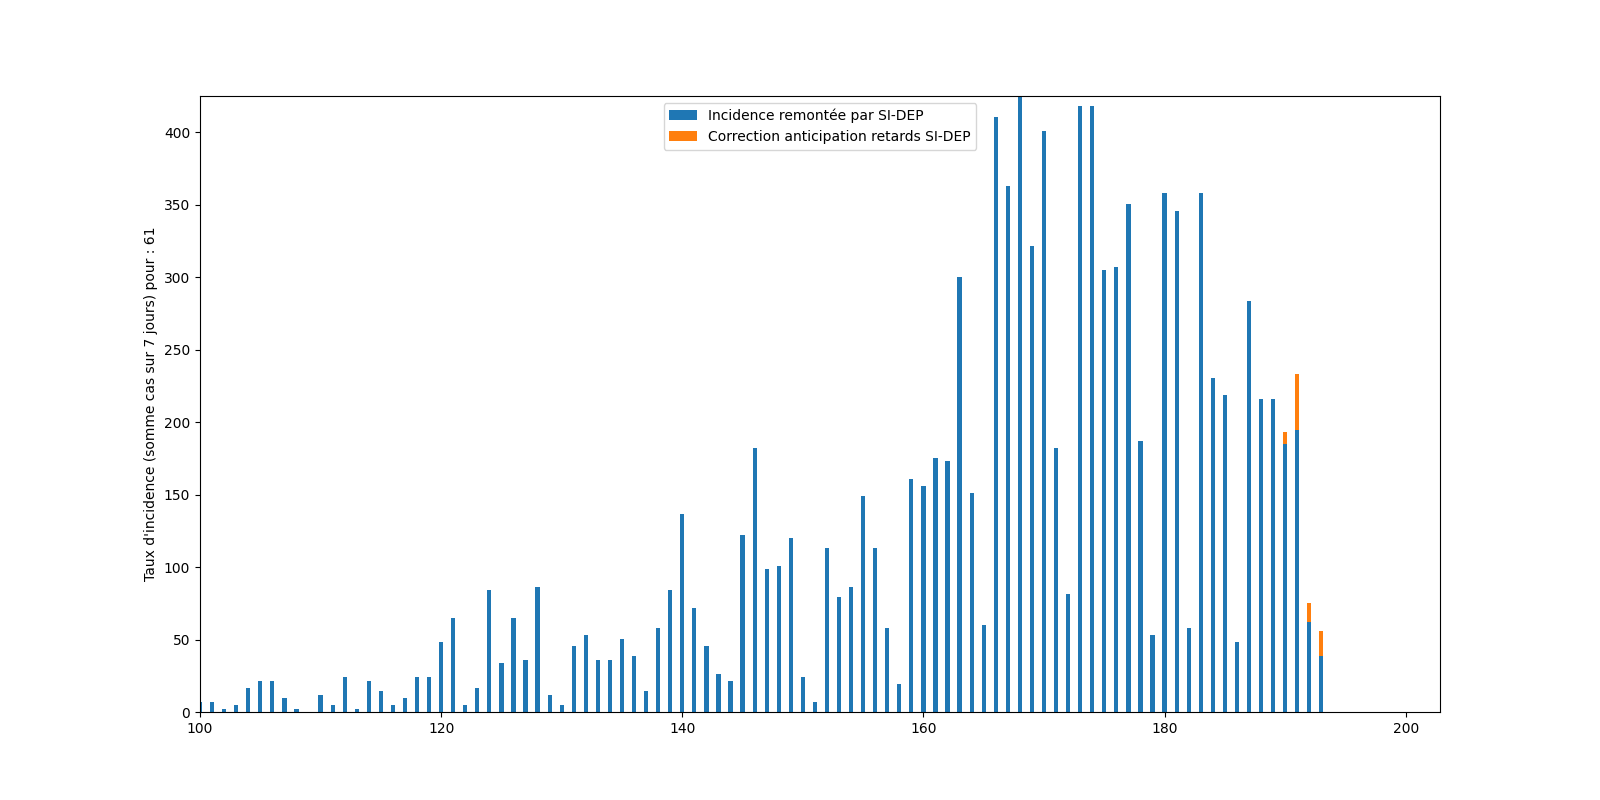 Incidence remontée par SI-DEP
Correction anticipation retards SI-DEP
Taux d'incidence (somme cas sur 7 jours) pour : 61
400
350
300
250
200
150
100
50
0
100 120 140 160 180 200